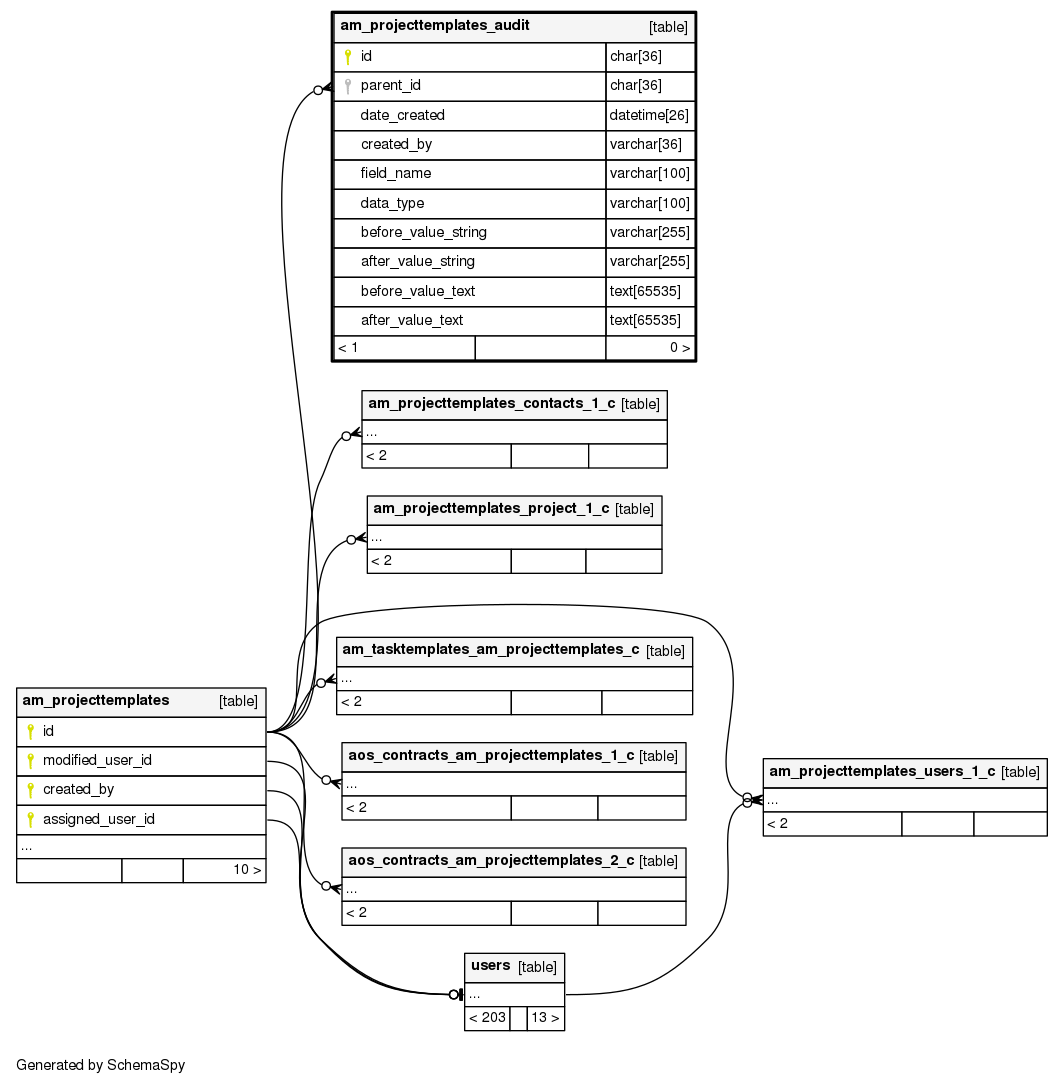 am_projecttemplates_audit [table]
id char[36]
parent_id char[36]
date_created datetime[26]
created_by varchar[36]
field_name varchar[100]
data_type varchar[100]
before_value_string varchar[255]
after_value_string varchar[255]
before_value_text text[65535]
after_value_text text[65535]
< 1 0 >
am_projecttemplates_contacts_1_c [table]
...
< 2
am_projecttemplates_project_1_c [table]
...
< 2
am_tasktemplates_am_projecttemplates_c [table]
...
< 2
am_projecttemplates [table]
id
modified_user_id
created_by
assigned_user_id
...
10 >
aos_contracts_am_projecttemplates_1_c [table]
...
< 2
am_projecttemplates_users_1_c [table]
...
< 2
aos_contracts_am_projecttemplates_2_c [table]
...
< 2
users [table]
...
< 203 13 >
Generated by SchemaSpy